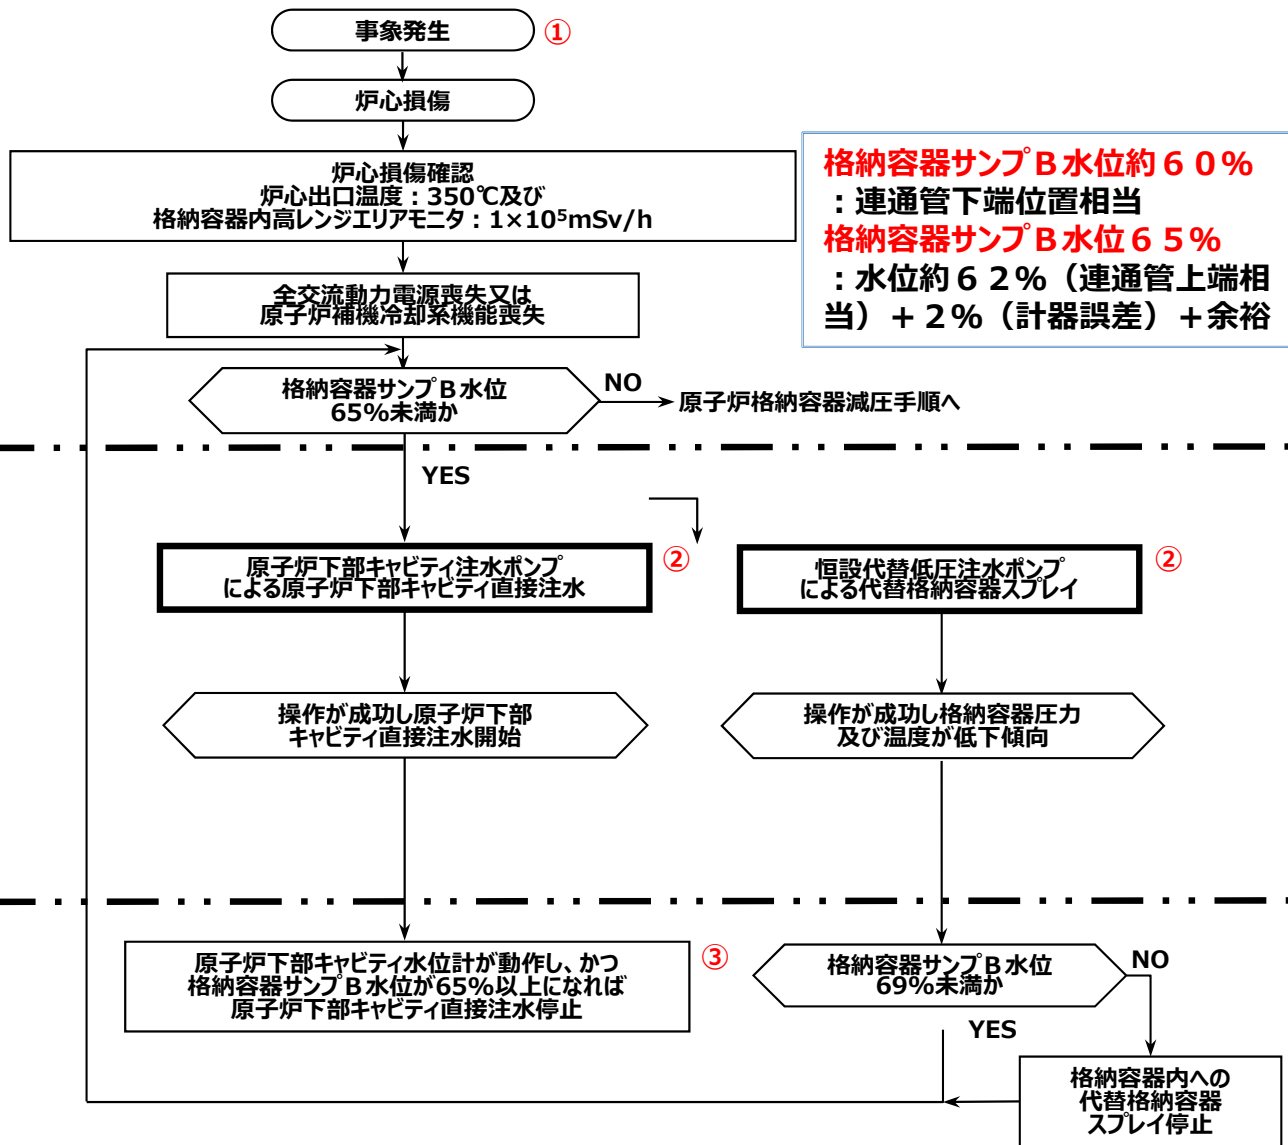 事象発生 ①
炉心損傷
炉心損傷確認
炉心出口温度：350℃及び
格納容器内高レンジエリアモニタ：1×10⁵mSv/h
格納容器サンプＢ水位約６０％
：連通管下端位置相当
格納容器サンプＢ水位６５％
：水位約６２％（連通管上端相
当）＋２％（計器誤差）＋余裕
全交流動力電源喪失又は
原子炉補機冷却系機能喪失
格納容器サンプＢ水位
65%未満か
NO
原子炉格納容器減圧手順へ
YES
原子炉下部キャビティ注水ポンプ
による原子炉下部キャビティ直接注水
②
恒設代替低圧注水ポンプ
による代替格納容器スプレイ
②
操作が成功し原子炉下部
キャビティ直接注水開始
操作が成功し格納容器圧力
及び温度が低下傾向
原子炉下部キャビティ水位計が動作し、かつ
格納容器サンプＢ水位が65%以上になれば
原子炉下部キャビティ直接注水停止
③
格納容器サンプＢ水位
69%未満か
NO
YES
格納容器内への
代替格納容器
スプレイ停止